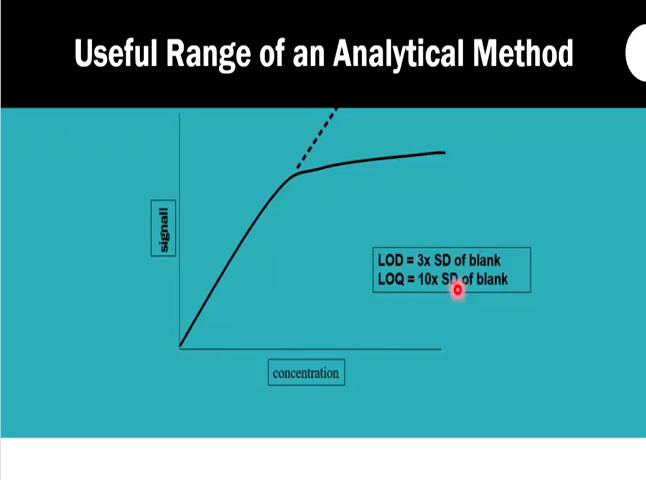 Useful Range of an Analytical Method
signall
LOD = 3x SD of blank
LOQ = 10x SD of blank
concentration